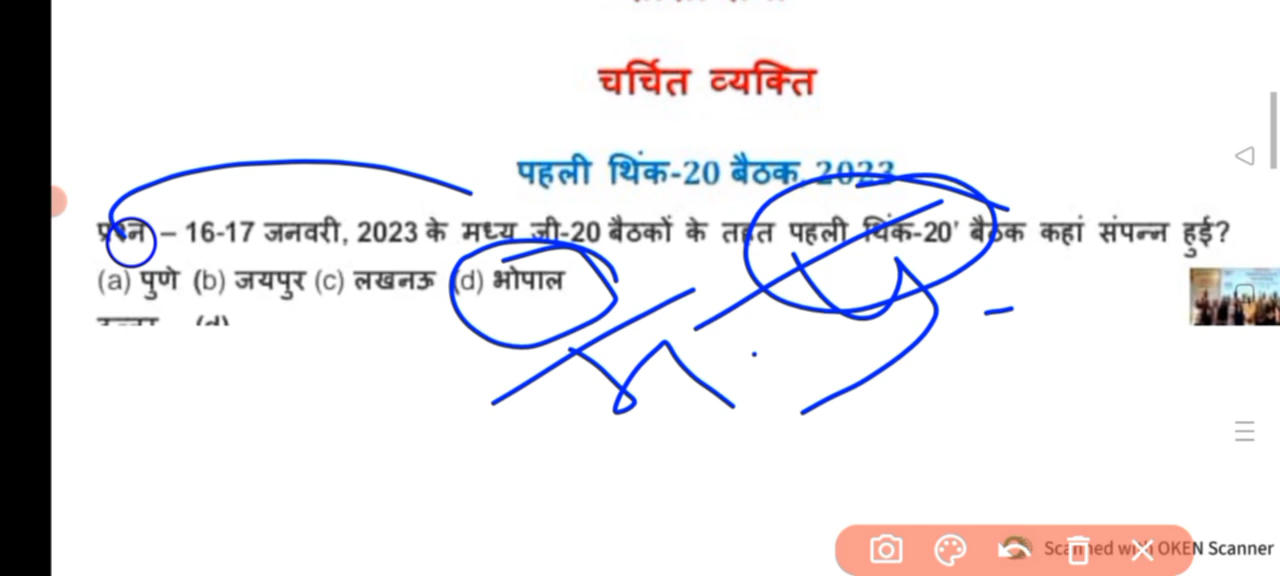 चर्चित व्यक्ति
पहली थिंक-20 बैठक, 2023
प्रश्न – 16-17 जनवरी, 2023 के मध्य जी-20 बैठकों के तहत पहली थिंक-20' बैठक कहां संपन्न हुई?
(a) पुणे (b) जयपुर (c) लखनऊ (d) भोपाल
(d)
Scanned with OKEN Scanner